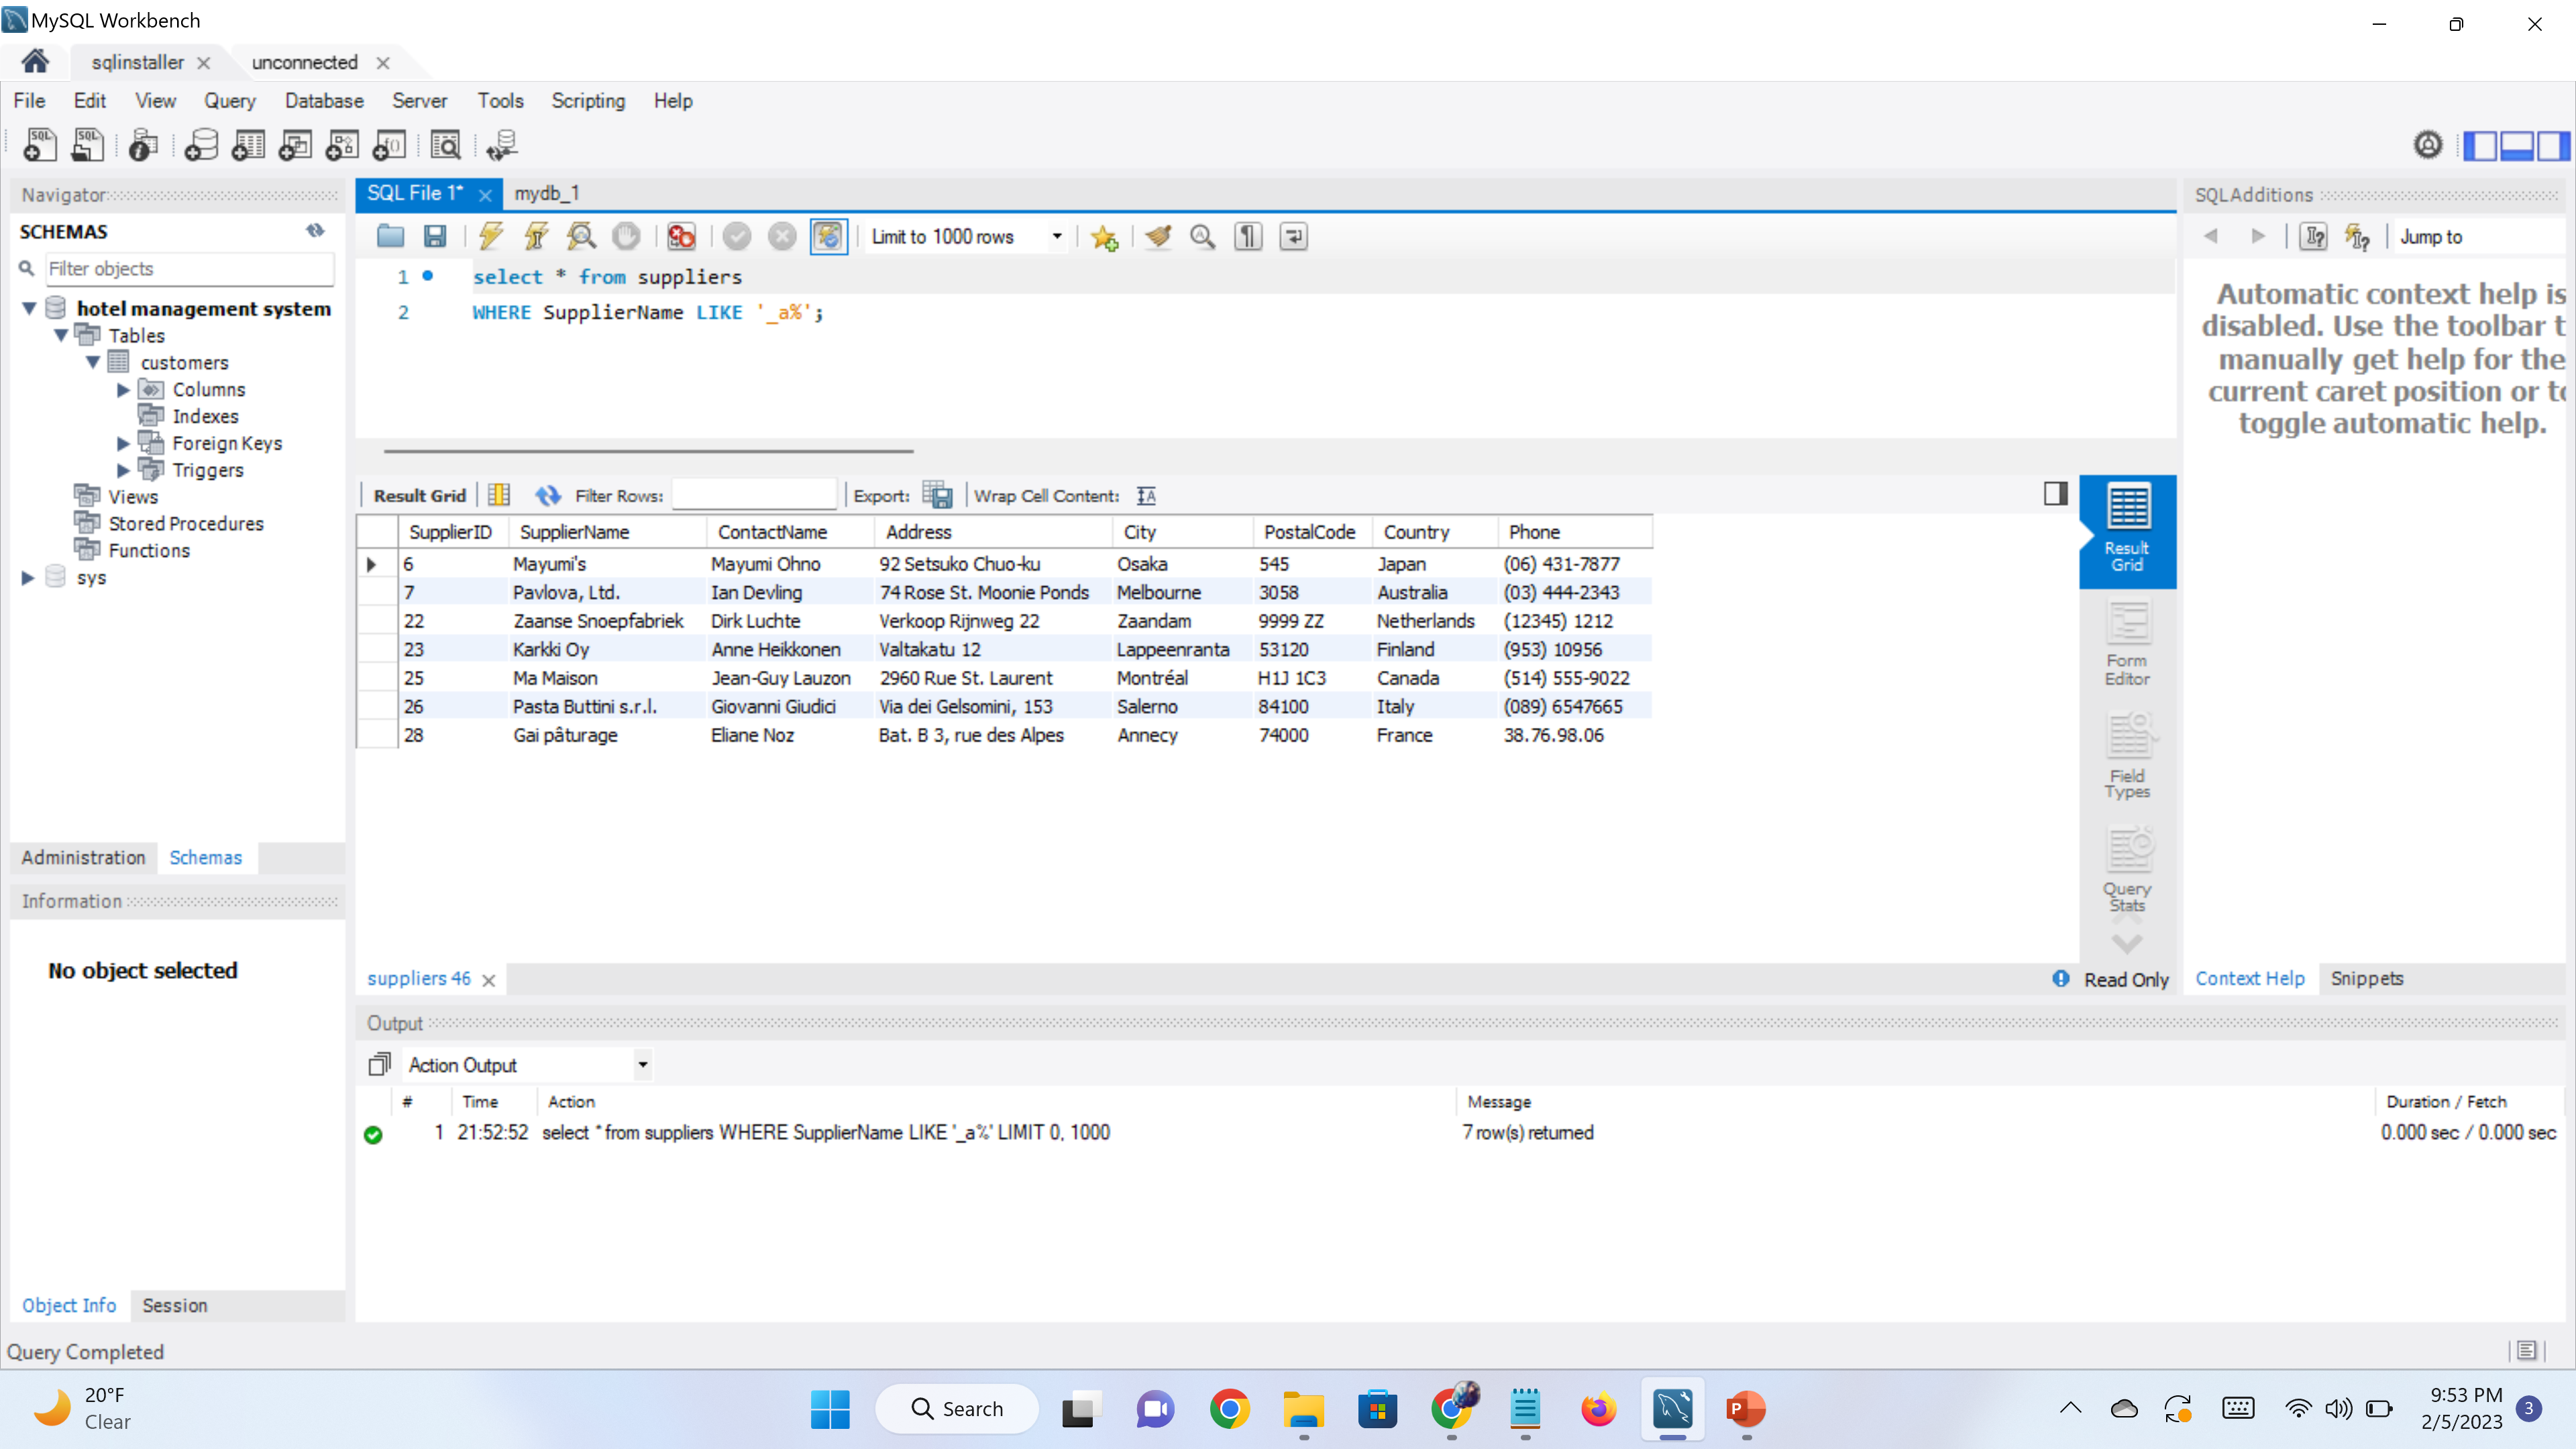 MySQL Workbench
sqlinstaller
unconnected
File Edit View Query Database Server Tools Scripting Help
Navigator
SCHEMAS
Filter objects
hotel management system
Tables
customers
Columns
Indexes
Foreign Keys
Triggers
Views
Stored Procedures
Functions
sys
Administration Schemas
Information
No object selected
Object Info Session
SQL File 1* mydb_1
Limit to 1000 rows
1 select * from suppliers
2 WHERE SupplierName LIKE '_a%';
Result Grid Filter Rows: Export: Wrap Cell Content:
SupplierID SupplierName ContactName Address City PostalCode Country Phone
6 Mayumi's Mayumi Ohno 92 Setsuko Chuo-ku Osaka 545 Japan (06) 431-7877
7 Pavlova, Ltd. Ian Devling 74 Rose St. Moonie Ponds Melbourne 3058 Australia (03) 444-2343
22 Zaanse Snoepfabriek Dirk Luchte Verkoop Rijnweg 22 Zaandam 9999 ZZ Netherlands (12345) 1212
23 Karkki Oy Anne Heikkonen Valtakatu 12 Lappeenranta 53120 Finland (953) 10956
25 Ma Maison Jean-Guy Lauzon 2960 Rue St. Laurent Montréal H1J 1C3 Canada (514) 555-9022
26 Pasta Buttini s.r.l. Giovanni Giudici Via dei Gelsomini, 153 Salerno 84100 Italy (089) 6547665
28 Gai pâturage Eliane Noz Bat. B 3, rue des Alpes Annecy 74000 France 38.76.98.06
Result
Grid
Form
Editor
Field
Types
Query
Stats
suppliers 46
Read Only
SQLAdditions
Jump to
Automatic context help is
disabled. Use the toolbar t
manually get help for the
current caret position or to
toggle automatic help.
Context Help Snippets
Output
Action Output
# Time Action Message Duration / Fetch
1 21:52:52 select * from suppliers WHERE SupplierName LIKE '_a%' LIMIT 0, 1000 7 row(s) returned 0.000 sec / 0.000 sec
Query Completed
20°F
Clear
Search
9:53 PM
2/5/2023
3